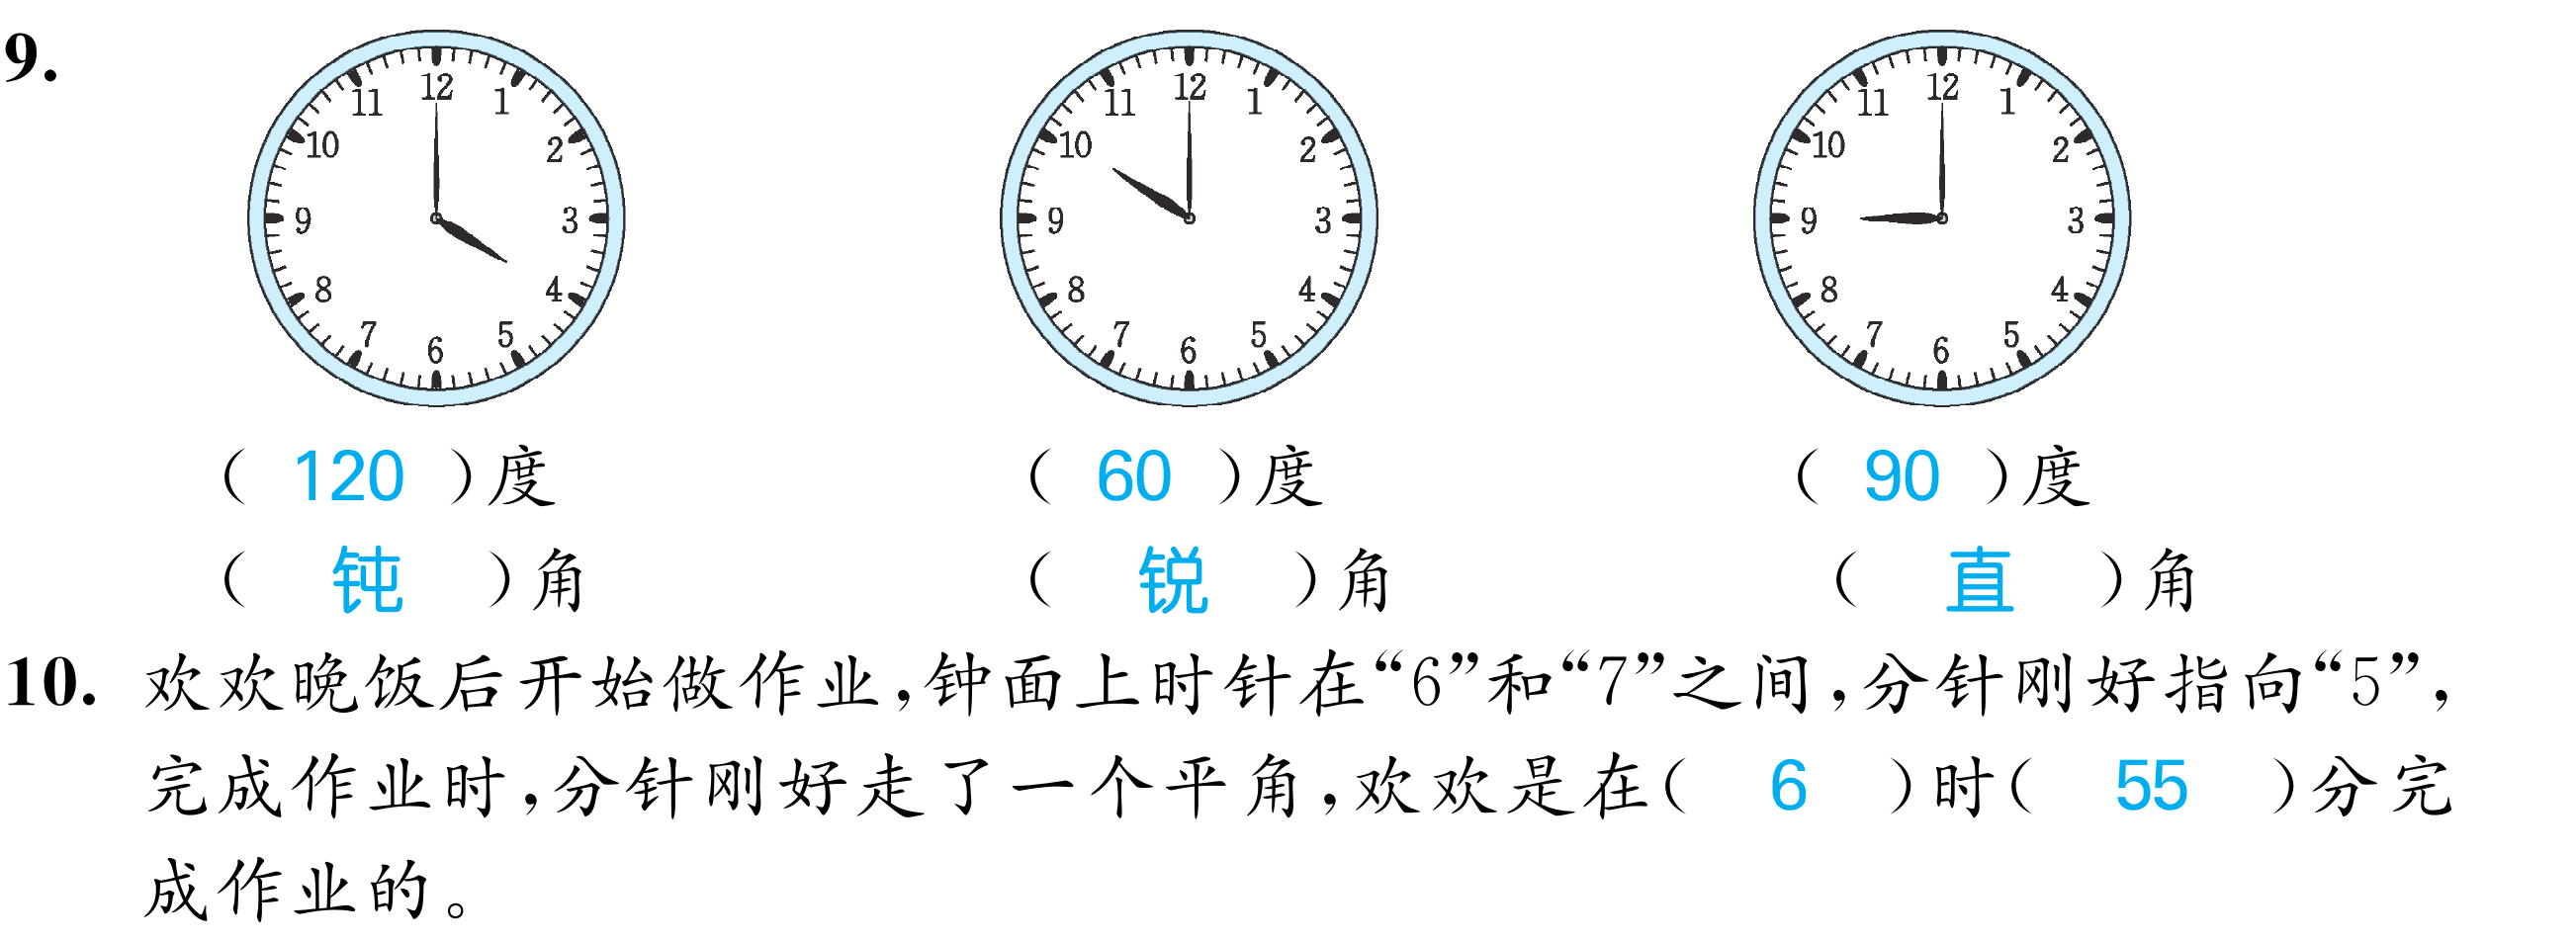 9.
12 1 2 3 4 5 6 7 8 9 10 11
12 1 2 3 4 5 6 7 8 9 10 11
12 1 2 3 4 5 6 7 8 9 10 11
( 120 )度 ( 60 )度 ( 90 )度
( 钝 )角 ( 锐 )角 ( 直 )角
10. 欢欢晚饭后开始做作业,钟面上时针在“6”和“7”之间,分针刚好指向“5”,
完成作业时,分针刚好走了一个平角,欢欢是在( 6 )时( 55 )分完
成作业的。